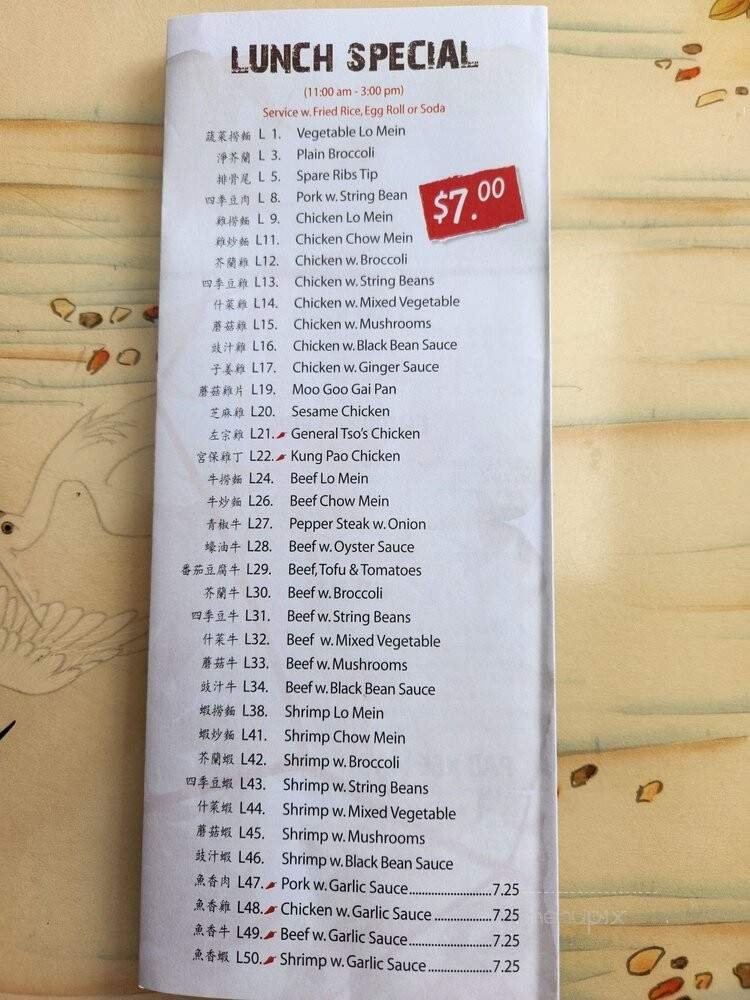 LUNCH SPECIAL
(11:00 am - 3:00 pm)
Service w. Fried Rice, Egg Roll or Soda
蔬菜撈麵 L 1. Vegetable Lo Mein
淨芥蘭 L 3. Plain Broccoli
排骨尾 L 5. Spare Ribs Tip
四季豆肉 L 8. Pork w. String Bean
$7.00
雞撈麵 L 9. Chicken Lo Mein
雞炒麵 L11. Chicken Chow Mein
芥蘭雞 L12. Chicken w. Broccoli
四季豆雞 L13. Chicken w. String Beans
什菜雞 L14. Chicken w. Mixed Vegetable
蘑菇雞 L15. Chicken w. Mushrooms
豉汁雞 L16. Chicken w. Black Bean Sauce
子姜雞 L17. Chicken w. Ginger Sauce
蘑菇雞片 L19. Moo Goo Gai Pan
芝麻雞 L20. Sesame Chicken
左宗雞 L21. General Tso's Chicken
宮保雞丁 L22. Kung Pao Chicken
牛撈麵 L24. Beef Lo Mein
牛炒麵 L26. Beef Chow Mein
青椒牛 L27. Pepper Steak w. Onion
蠔油牛 L28. Beef w. Oyster Sauce
番茄豆腐牛 L29. Beef, Tofu & Tomatoes
芥蘭牛 L30. Beef w. Broccoli
四季豆牛 L31. Beef w. String Beans
什菜牛 L32. Beef w. Mixed Vegetable
蘑菇牛 L33. Beef w. Mushrooms
豉汁牛 L34. Beef w. Black Bean Sauce
蝦撈麵 L38. Shrimp Lo Mein
蝦炒麵 L41. Shrimp Chow Mein
芥蘭蝦 L42. Shrimp w. Broccoli
四季豆蝦 L43. Shrimp w. String Beans
什菜蝦 L44. Shrimp w. Mixed Vegetable
蘑菇蝦 L45. Shrimp w. Mushrooms
豉汁蝦 L46. Shrimp w. Black Bean Sauce
魚香肉 L47. Pork w. Garlic Sauce..........................7.25
魚香雞 L48. Chicken w. Garlic Sauce...................7.25
魚香牛 L49. Beef w. Garlic Sauce..........................7.25
魚香蝦 L50. Shrimp w. Garlic Sauce....................7.25
menupix